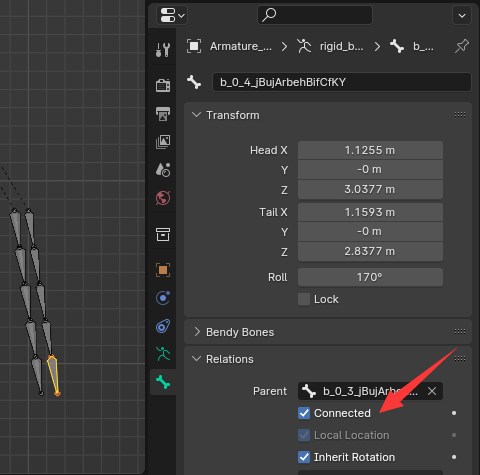 Armature_... > rigid_b... > b_...
b_0_4_jBujArbehBifCfKY
Transform
Head X 1.1255 m
Y -0 m
Z 3.0377 m
Tail X 1.1593 m
Y -0 m
Z 2.8377 m
Roll 170°
Lock
Bendy Bones
Relations
Parent b_0_3_jBujArbe...
Connected
Local Location
Inherit Rotation